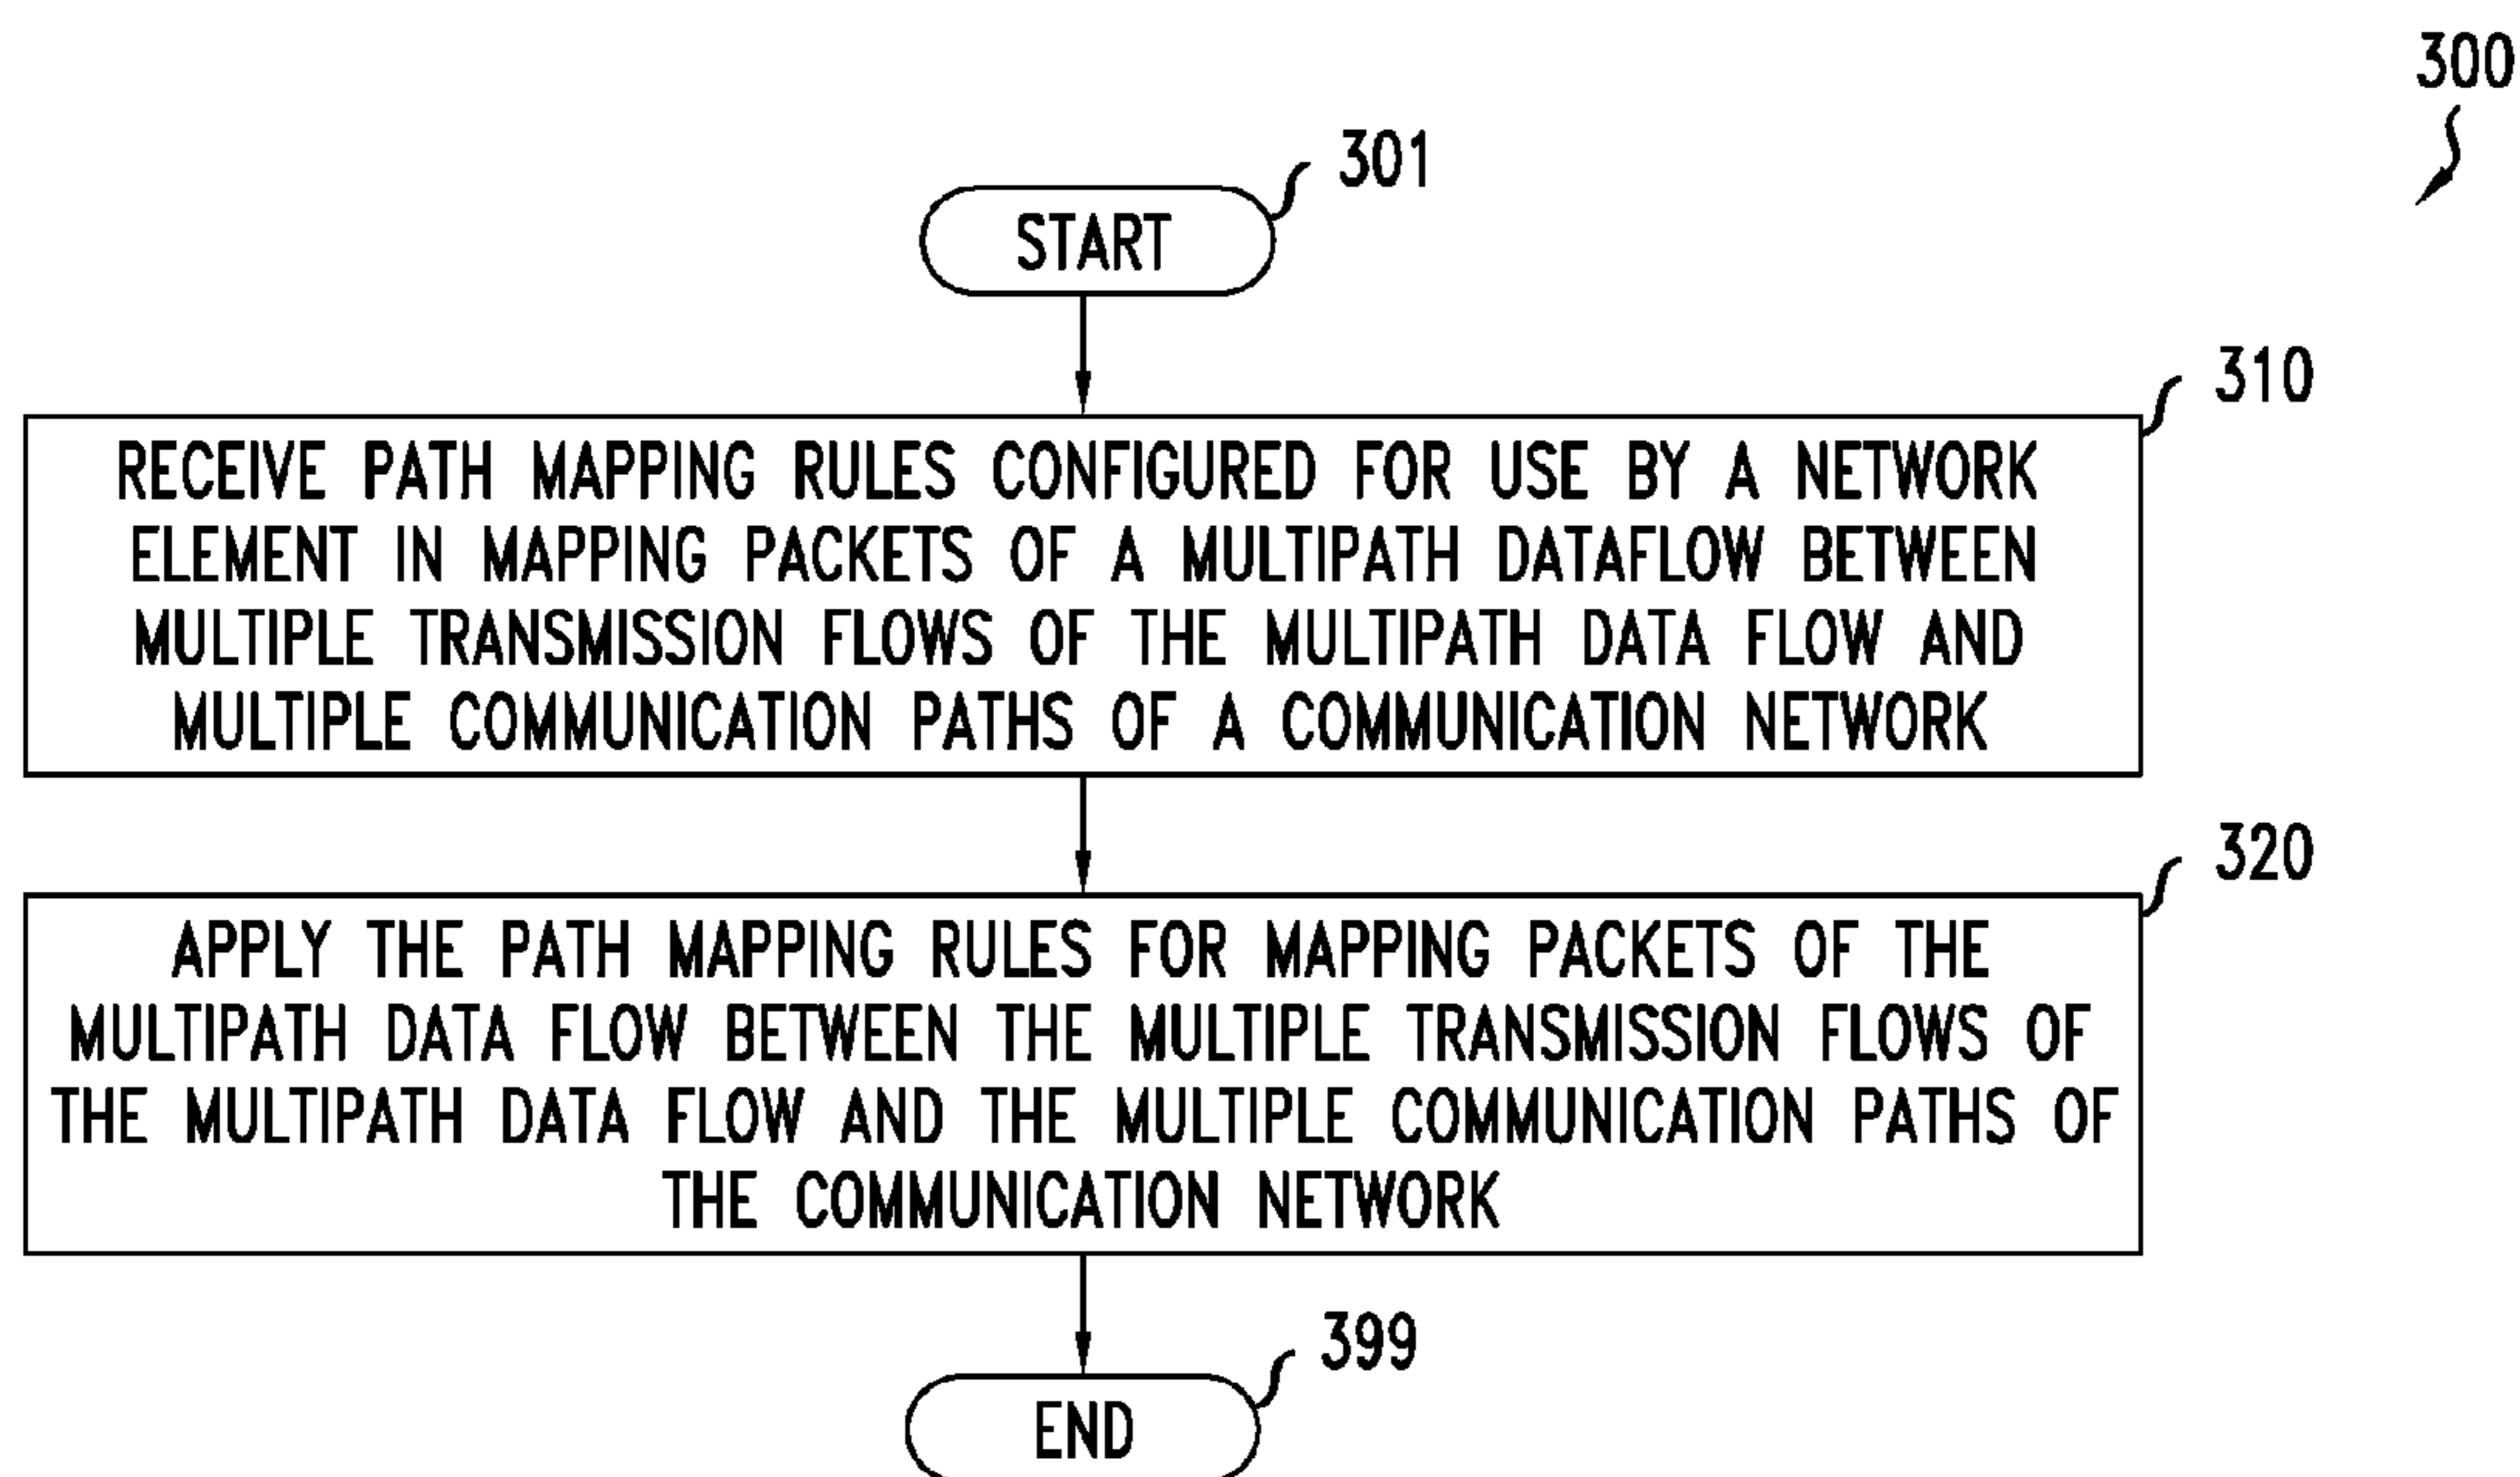 300
301
START
310
RECEIVE PATH MAPPING RULES CONFIGURED FOR USE BY A NETWORK
ELEMENT IN MAPPING PACKETS OF A MULTIPATH DATAFLOW BETWEEN
MULTIPLE TRANSMISSION FLOWS OF THE MULTIPATH DATA FLOW AND
MULTIPLE COMMUNICATION PATHS OF A COMMUNICATION NETWORK
320
APPLY THE PATH MAPPING RULES FOR MAPPING PACKETS OF THE
MULTIPATH DATA FLOW BETWEEN THE MULTIPLE TRANSMISSION FLOWS OF
THE MULTIPATH DATA FLOW AND THE MULTIPLE COMMUNICATION PATHS OF
THE COMMUNICATION NETWORK
399
END